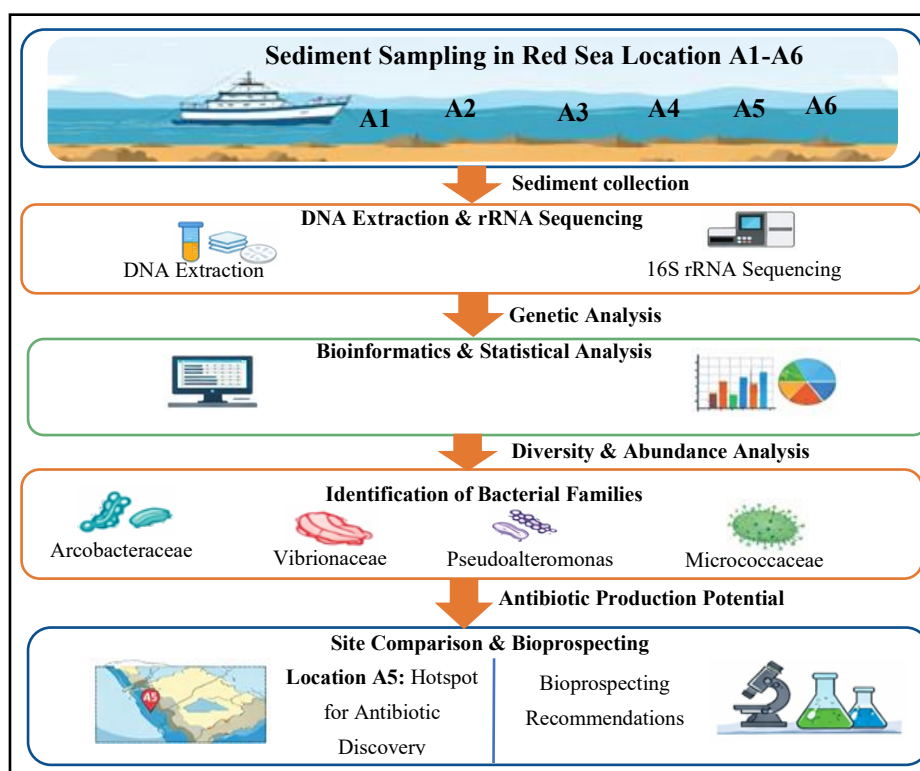 Sediment Sampling in Red Sea Location A1-A6
A1 A2 A3 A4 A5 A6
Sediment collection
DNA Extraction & rRNA Sequencing
DNA Extraction
16S rRNA Sequencing
Genetic Analysis
Bioinformatics & Statistical Analysis
Diversity & Abundance Analysis
Identification of Bacterial Families
Arcobacteraceae
Vibrionaceae
Pseudoalteromonas
Micrococcaceae
Antibiotic Production Potential
Site Comparison & Bioprospecting
A5
Location A5: Hotspot
for Antibiotic
Discovery
Bioprospecting
Recommendations